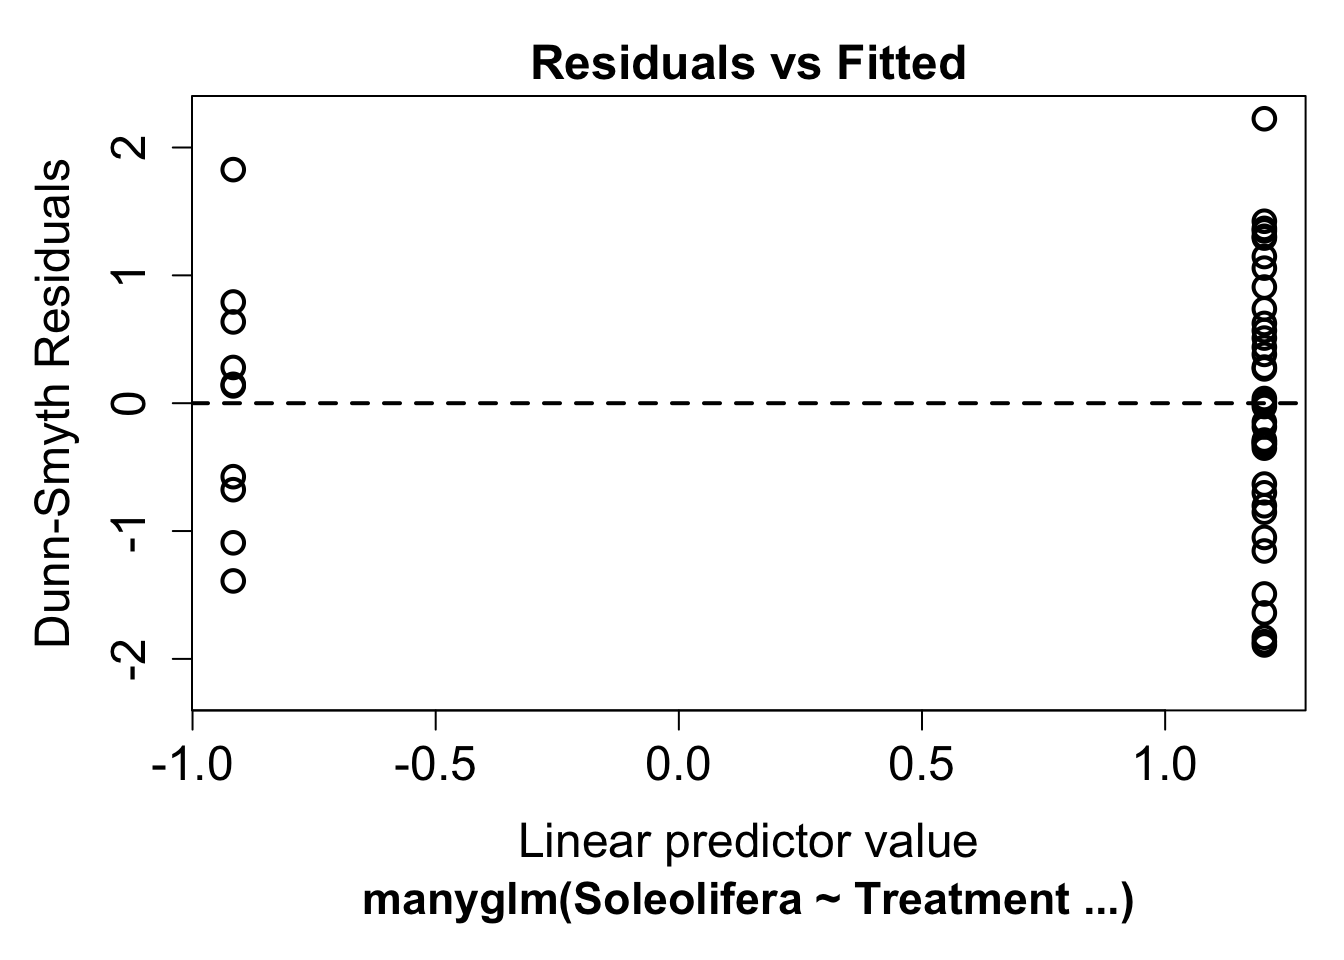 Residuals vs Fitted
Dunn-Smyth Residuals
2
1
0
-1
-2
-1.0 -0.5 0.0 0.5 1.0
Linear predictor value
manyglm(Soleolifera ~ Treatment ...)